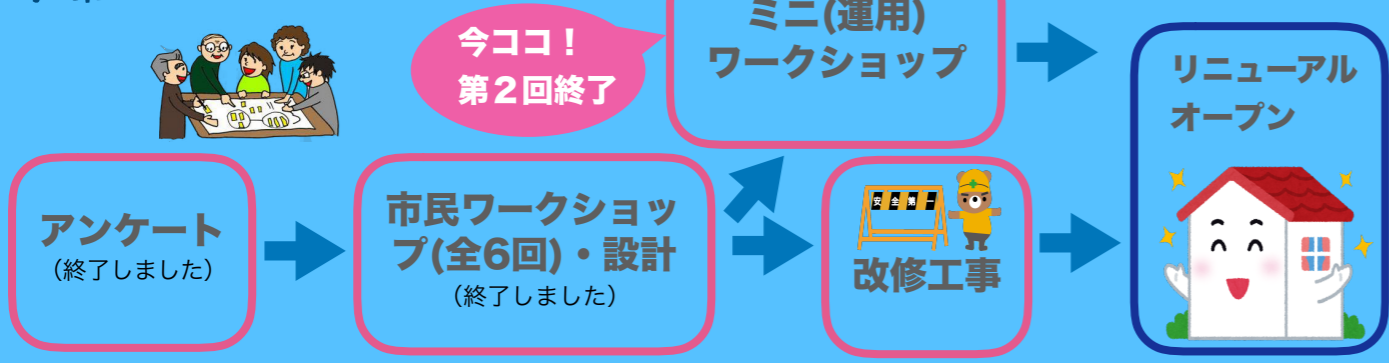 今ココ！
第２回終了
ミニ(運用)
ワークショップ
リニューアル
オープン
アンケート
（終了しました）
市民ワークショッ
プ(全6回)・設計
（終了しました）
安全第一
改修工事